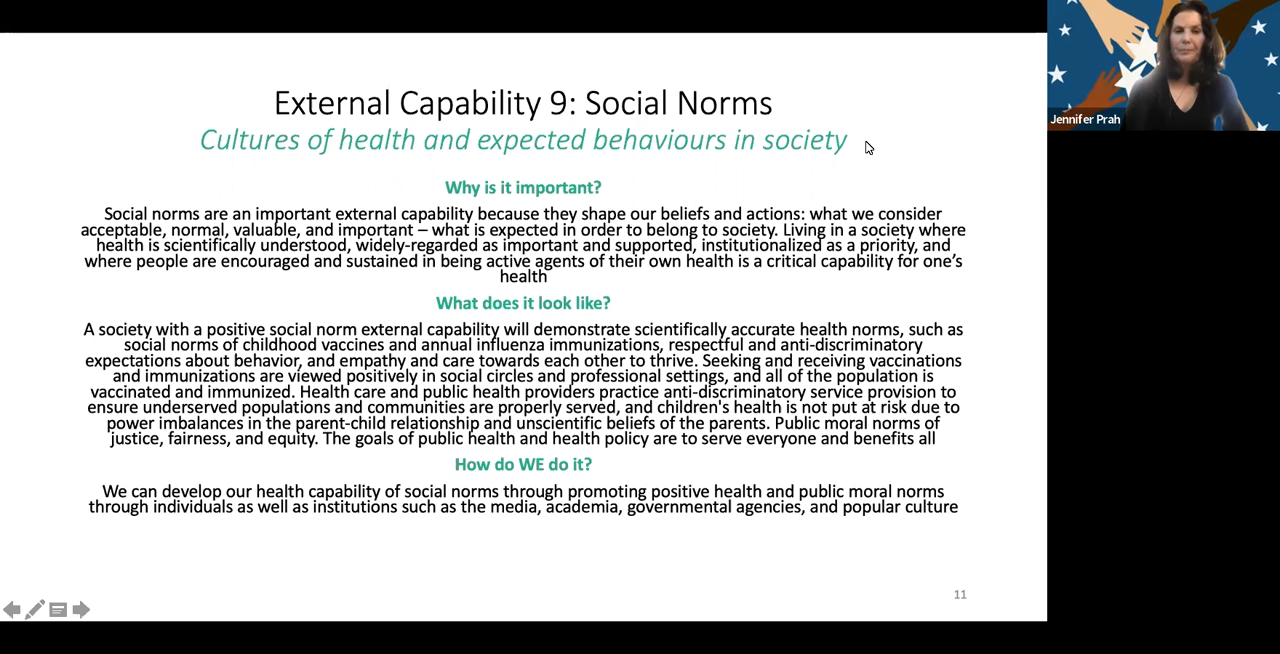 External Capability 9: Social Norms
Cultures of health and expected behaviours in society
Why is it important?
Social norms are an important external capability because they shape our beliefs and actions: what we consider
acceptable, normal, valuable, and important – what is expected in order to belong to society. Living in a society where
health is scientifically understood, widely-regarded as important and supported, institutionalized as a priority, and
where people are encouraged and sustained in being active agents of their own health is a critical capability for one’s
health
What does it look like?
A society with a positive social norm external capability will demonstrate scientifically accurate health norms, such as
social norms of childhood vaccines and annual influenza immunizations, respectful and anti-discriminatory
expectations about behavior, and empathy and care towards each other to thrive. Seeking and receiving vaccinations
and immunizations are viewed positively in social circles and professional settings, and all of the population is
vaccinated and immunized. Health care and public health providers practice anti-discriminatory service provision to
ensure underserved populations and communities are properly served, and children's health is not put at risk due to
power imbalances in the parent-child relationship and unscientific beliefs of the parents. Public moral norms of
justice, fairness, and equity. The goals of public health and health policy are to serve everyone and benefits all
How do WE do it?
We can develop our health capability of social norms through promoting positive health and public moral norms
through individuals as well as institutions such as the media, academia, governmental agencies, and popular culture
11
Jennifer Prah